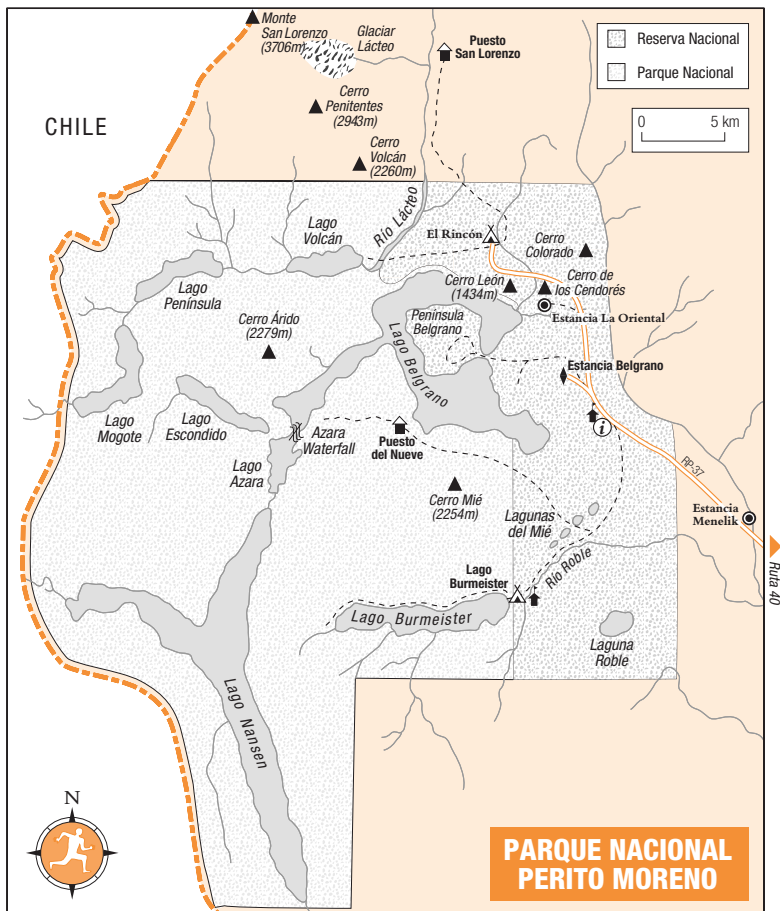 Monte
San Lorenzo
(3706m)
Glaciar
Lácteo
Puesto
San Lorenzo
Reserva Nacional
Parque Nacional
0 5 km
Cerro
Penitentes
(2943m)
CHILE
Cerro
Volcán
(2260m)
Río Lácteo
Lago
Volcán
El Rincón
Cerro
Colorado
Lago
Península
Cerro León
(1434m)
Cerro de
los Cendorés
Península
Belgrano
Estancia La Oriental
Cerro Árido
(2279m)
Lago Belgrano
Estancia Belgrano
Lago
Mogote
Lago
Escondido
Azara
Waterfall
Puesto
del Nueve
i
Lago
Azara
RP-37
Cerro Mié
(2254m)
Lagunas
del Mié
Estancia
Menelik
Lago
Burmeister
Río Roble
Ruta 40
Lago Burmeister
Laguna
Roble
Lago Nansen
N
PARQUE NACIONAL
PERITO MORENO